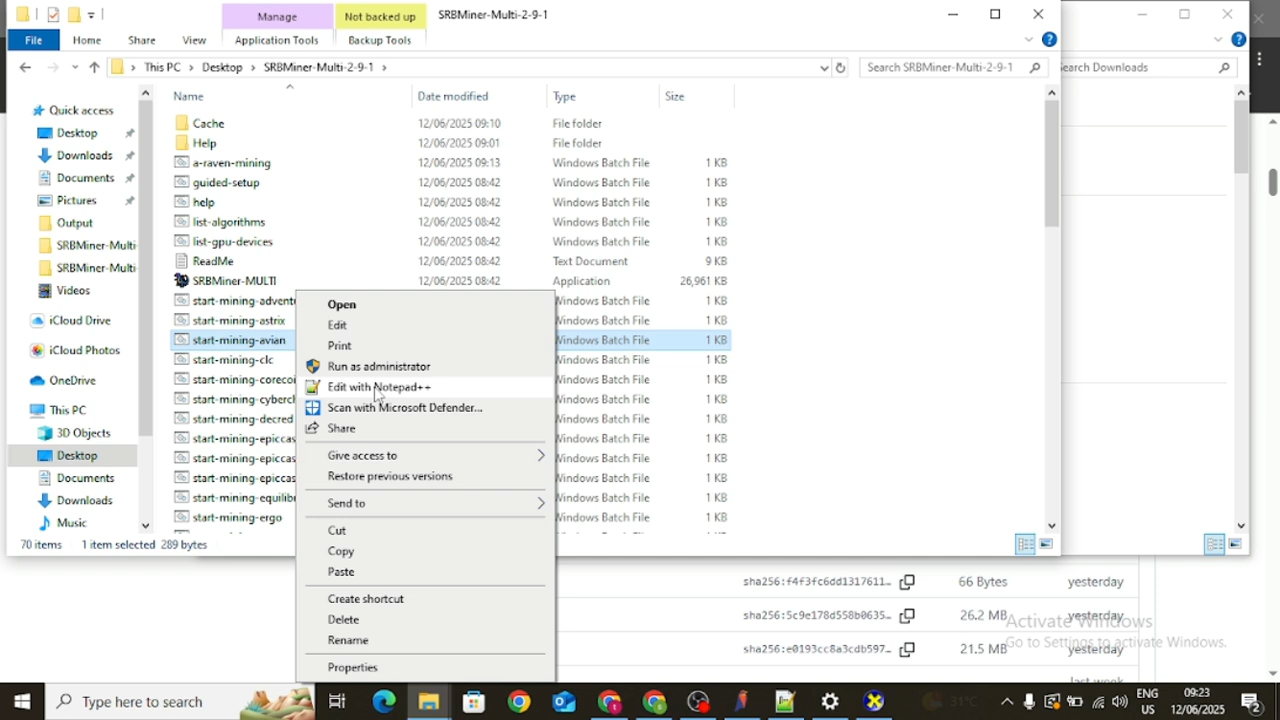 Manage
Not backed up
SRBMiner-Multi-2-9-1
File
Home
Share
View
Application Tools
Backup Tools
This PC > Desktop > SRBMiner-Multi-2-9-1 >
Search SRBMiner-Multi-2-9-1
Search Downloads
Name
Date modified
Type
Size
Quick access
Desktop
Downloads
Documents
Pictures
Output
SRBMiner-Multi
SRBMiner-Multi
Videos
iCloud Drive
iCloud Photos
OneDrive
This PC
3D Objects
Desktop
Documents
Downloads
Music
Cache 12/06/2025 09:10 File folder
Help 12/06/2025 09:01 File folder
a-raven-mining 12/06/2025 09:13 Windows Batch File 1 KB
guided-setup 12/06/2025 08:42 Windows Batch File 1 KB
help 12/06/2025 08:42 Windows Batch File 1 KB
list-algorithms 12/06/2025 08:42 Windows Batch File 1 KB
list-gpu-devices 12/06/2025 08:42 Windows Batch File 1 KB
ReadMe 12/06/2025 08:42 Text Document 9 KB
SRBMiner-MULTI 12/06/2025 08:42 Application 26,961 KB
start-mining-advent Windows Batch File 1 KB
start-mining-astrix Windows Batch File 1 KB
start-mining-avian Windows Batch File 1 KB
start-mining-clc Windows Batch File 1 KB
start-mining-corecoi Windows Batch File 1 KB
start-mining-cyberc Windows Batch File 1 KB
start-mining-decred Windows Batch File 1 KB
start-mining-epiccas Windows Batch File 1 KB
start-mining-epiccas Windows Batch File 1 KB
start-mining-epiccas Windows Batch File 1 KB
start-mining-equilib Windows Batch File 1 KB
start-mining-ergo Windows Batch File 1 KB
Open
Edit
Print
Run as administrator
Edit with Notepad++
Scan with Microsoft Defender...
Share
Give access to
Restore previous versions
Send to
Cut
Copy
Paste
Create shortcut
Delete
Rename
Properties
70 items 1 item selected 289 bytes
sha256:f4f3fc6dd1317611… 66 Bytes yesterday
sha256:5c9e178d558b0635… 26.2 MB yesterday
sha256:e0193cc8a3cdb597… 21.5 MB yesterday
last week
Activate Windows
Go to Settings to activate Windows.
Type here to search
31°C
ENG
US
09:23
12/06/2025
2